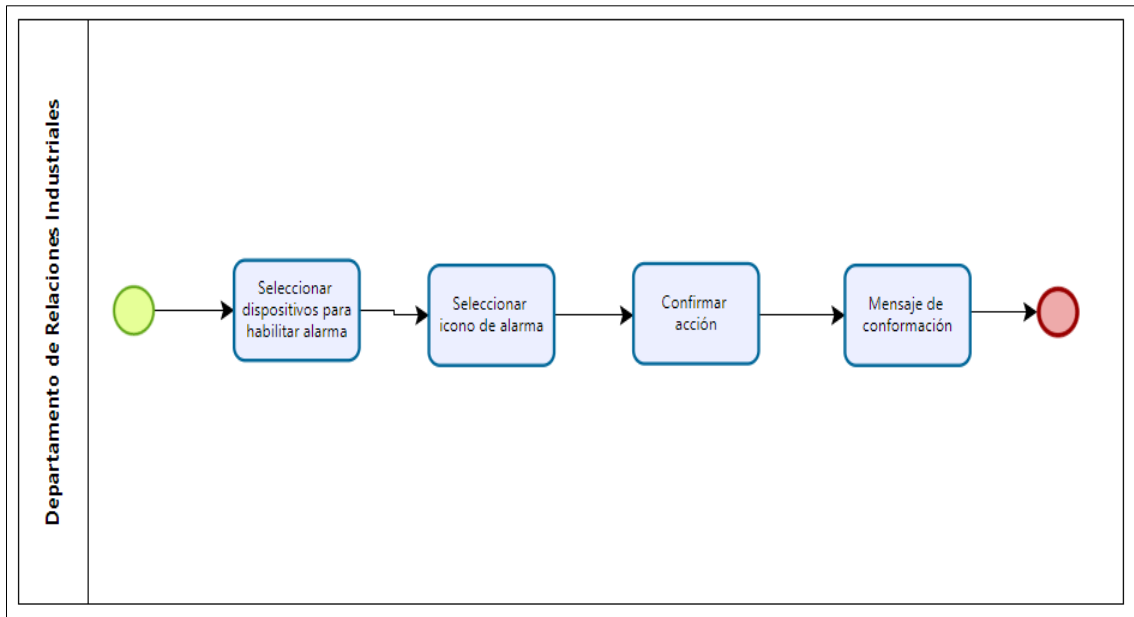 Departamento de Relaciones Industriales
Seleccionar
dispositivos para
habilitar alarma
Seleccionar
icono de alarma
Confirmar
acción
Mensaje de
conformación